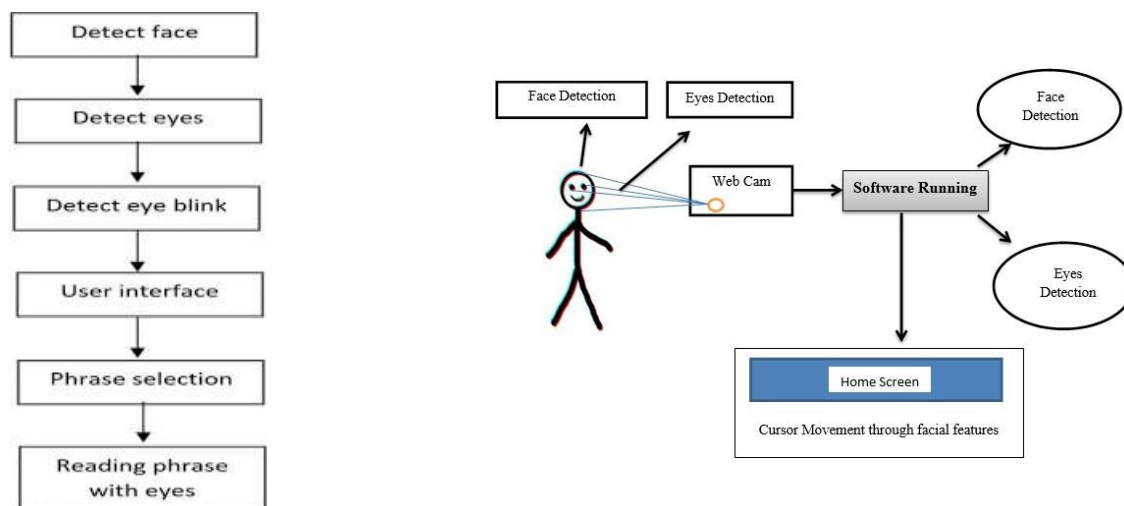 Detect face
Detect eyes
Detect eye blink
User interface
Phrase selection
Reading phrase
with eyes
Face Detection
Eyes Detection
Web Cam
Software Running
Face
Detection
Eyes
Detection
Home Screen
Cursor Movement through facial features